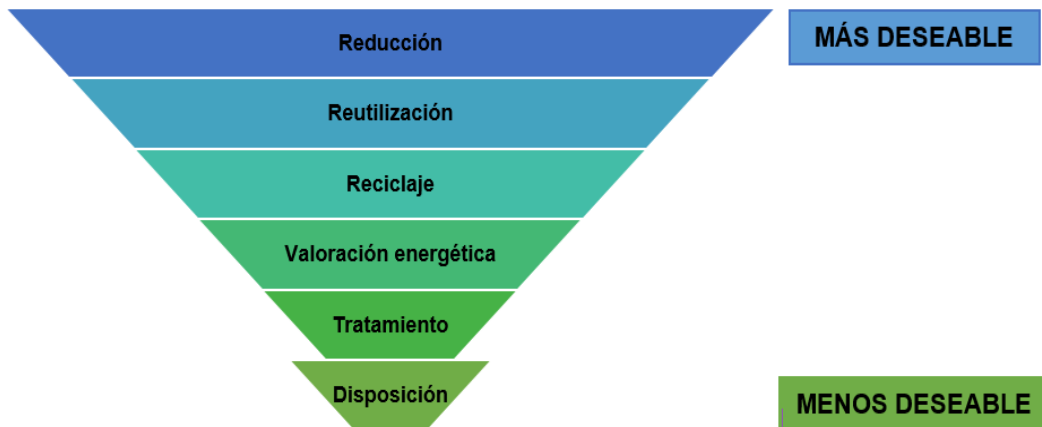 Reducción
MÁS DESEABLE
Reutilización
Reciclaje
Valoración energética
Tratamiento
Disposición
MENOS DESEABLE